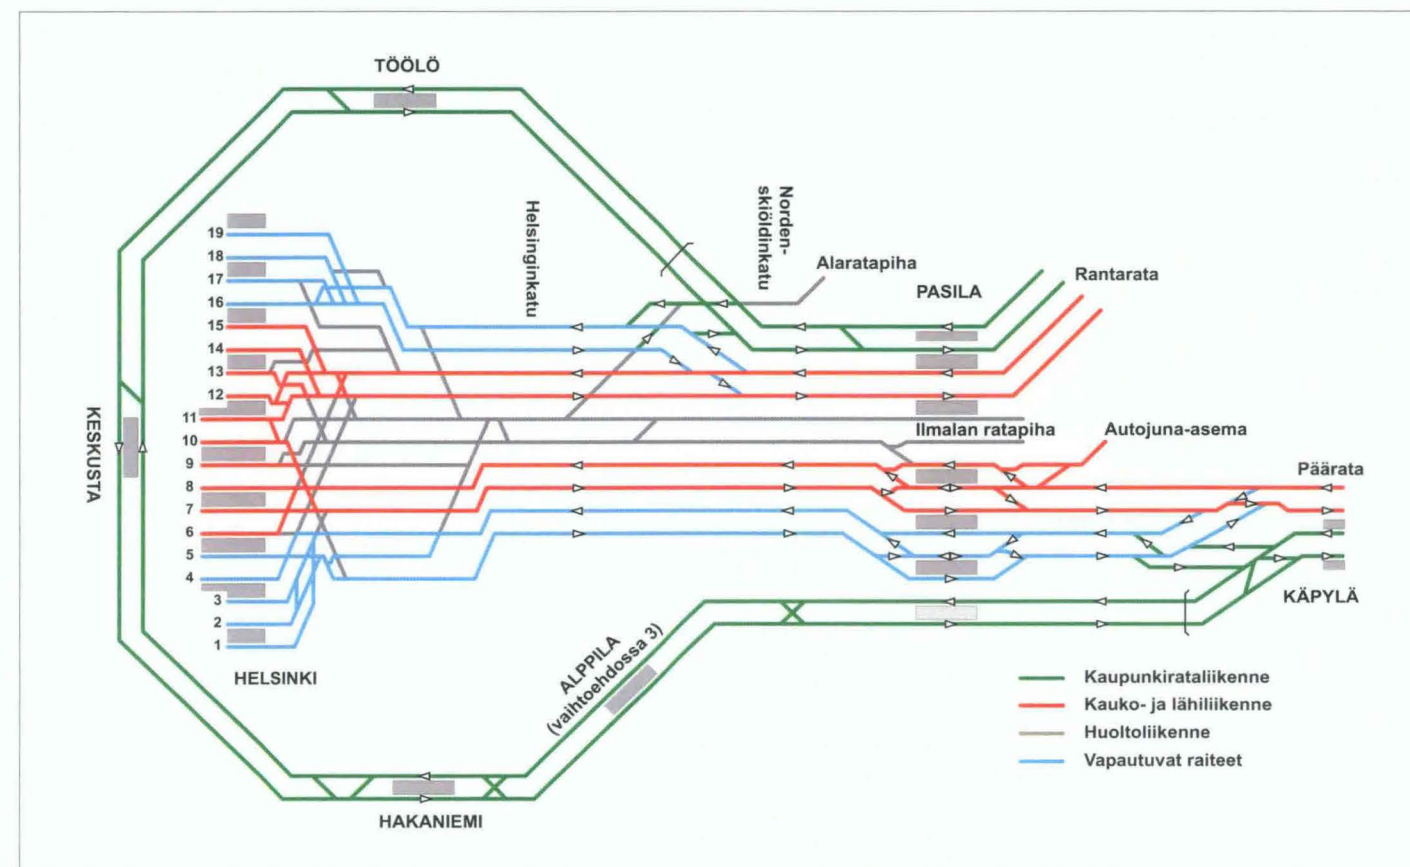 TÖÖLÖ
Norden-
skiöldinkatu
Helsinginkatu
Alaratapiha
PASILA
Rantarata
19
18
17
16
15
14
13
12
11
10
9
8
7
6
5
4
3
2
1
KESKUSTA
Ilmalan ratapiha
Autojuna-asema
Päärata
KÄPYLÄ
HELSINKI
ALPPILA
(vaihtoehdossa 3)
HAKANIEMI
Kaupunkirataliikenne
Kauko- ja lähiliikenne
Huoltoliikenne
Vapautuvat raiteet